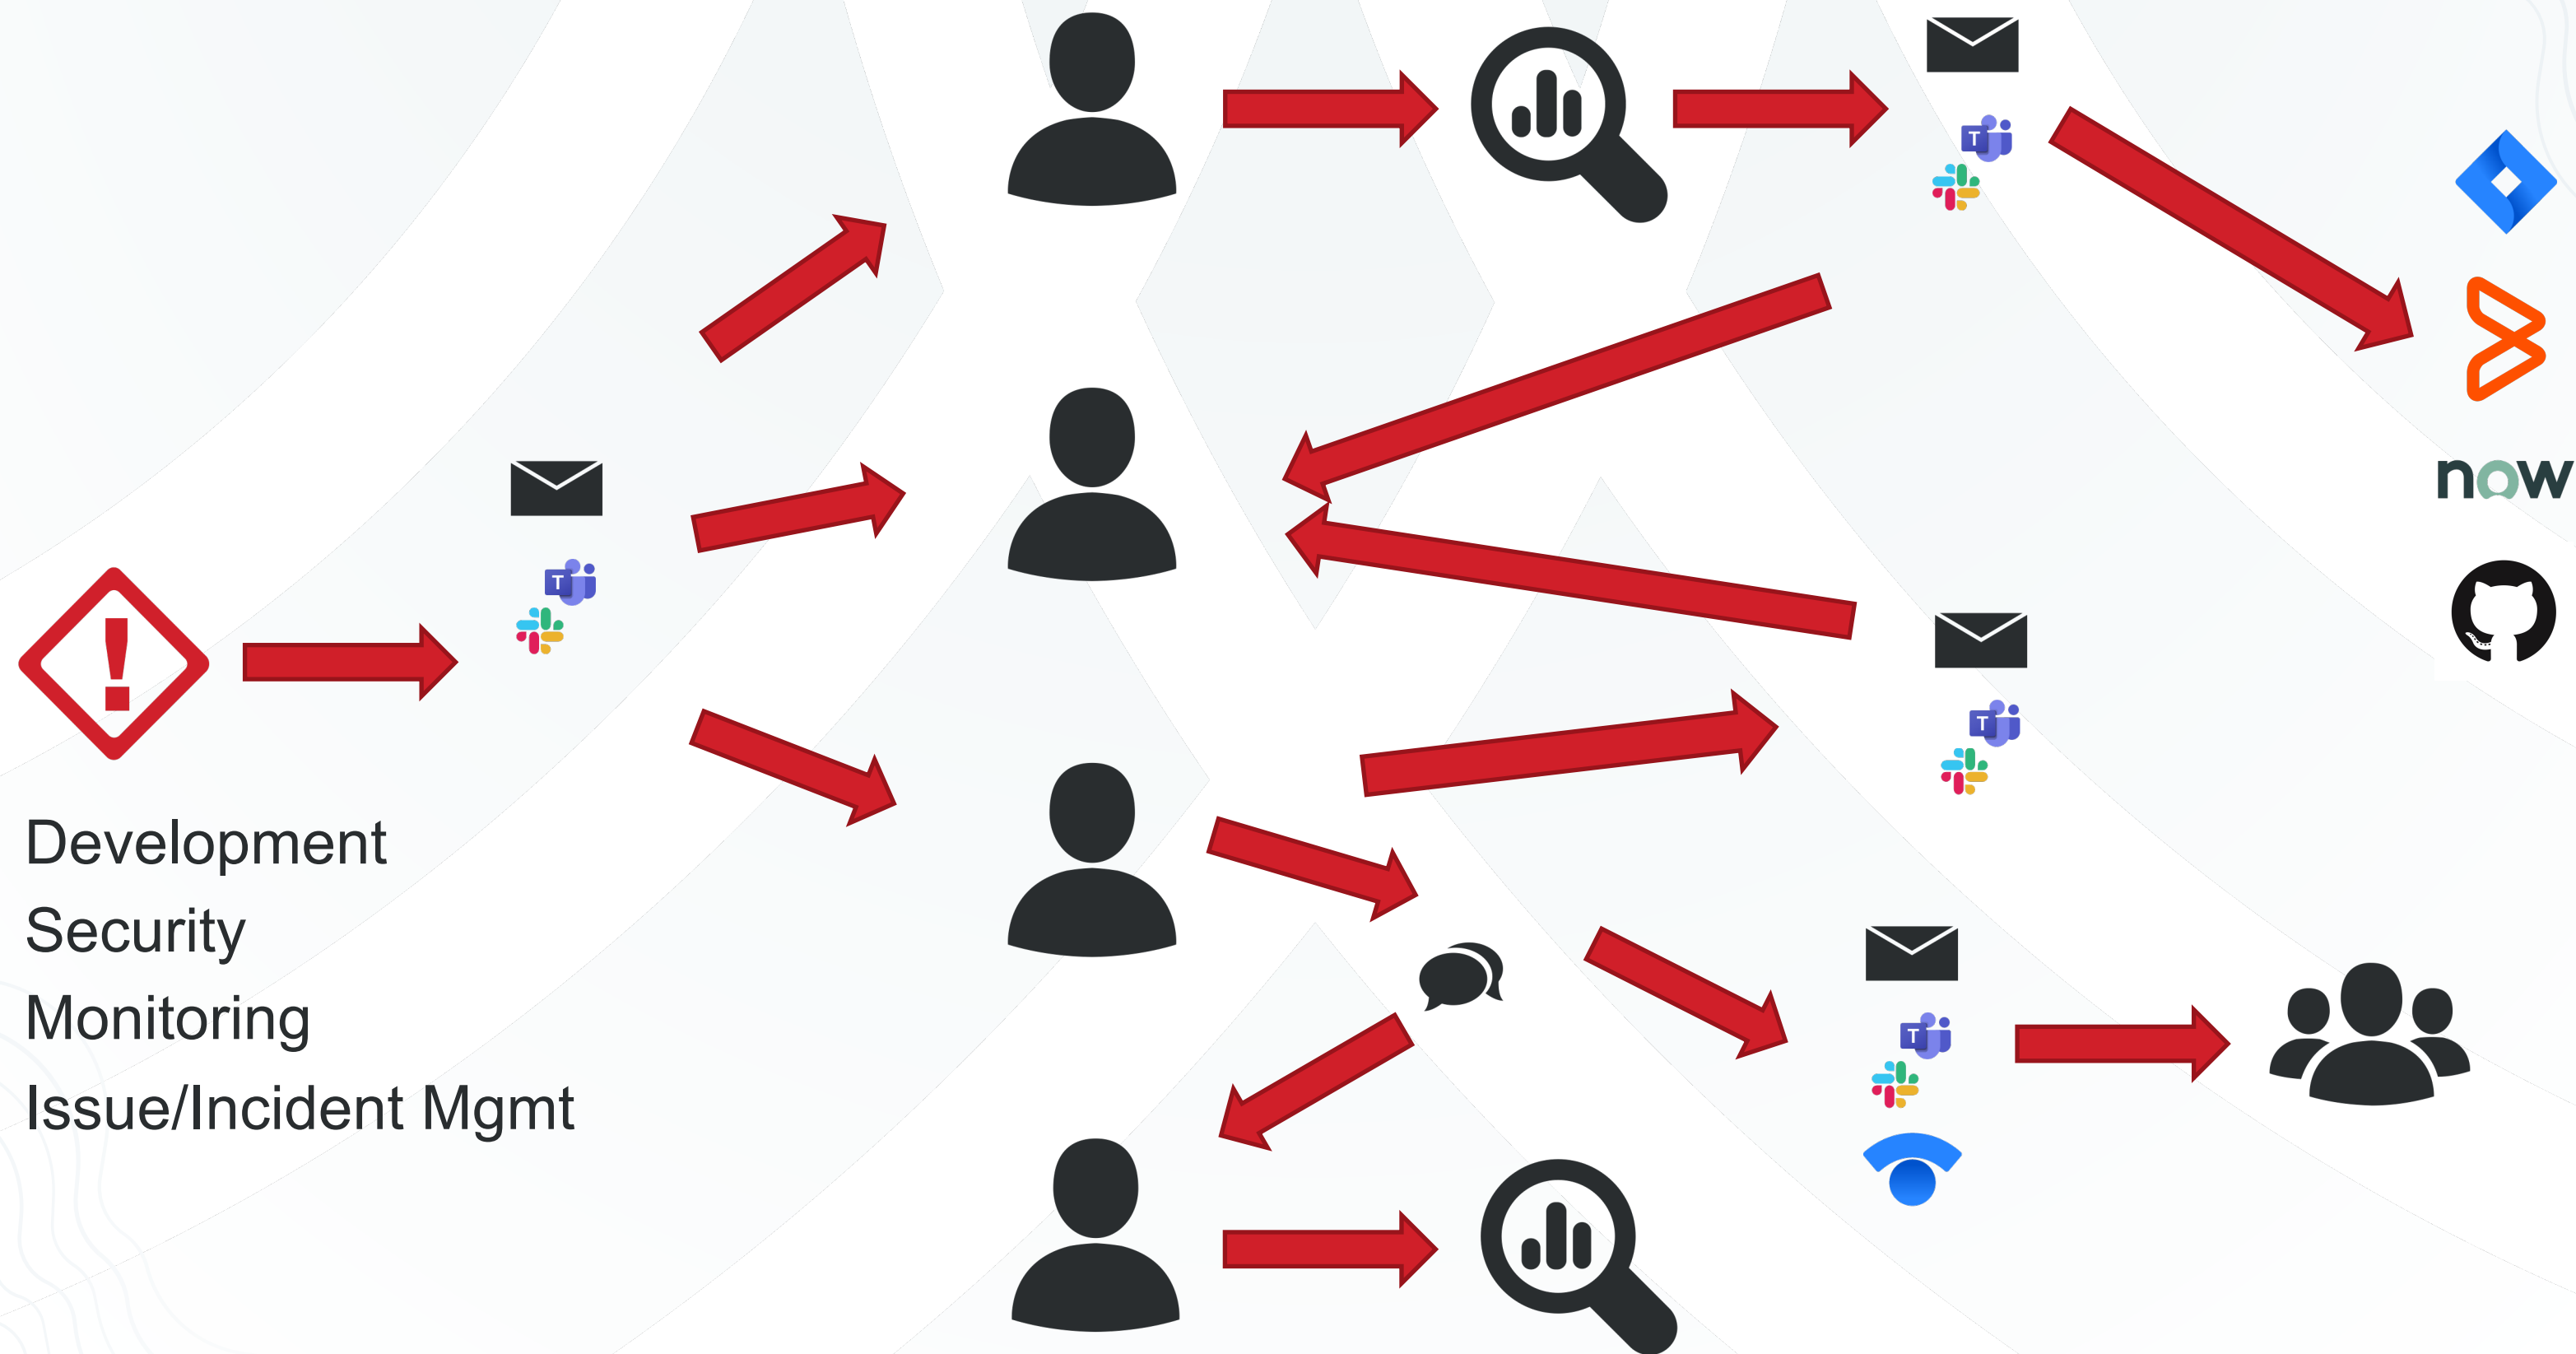 T
T
now
T
Development
Security
Monitoring
Issue/Incident Mgmt
T